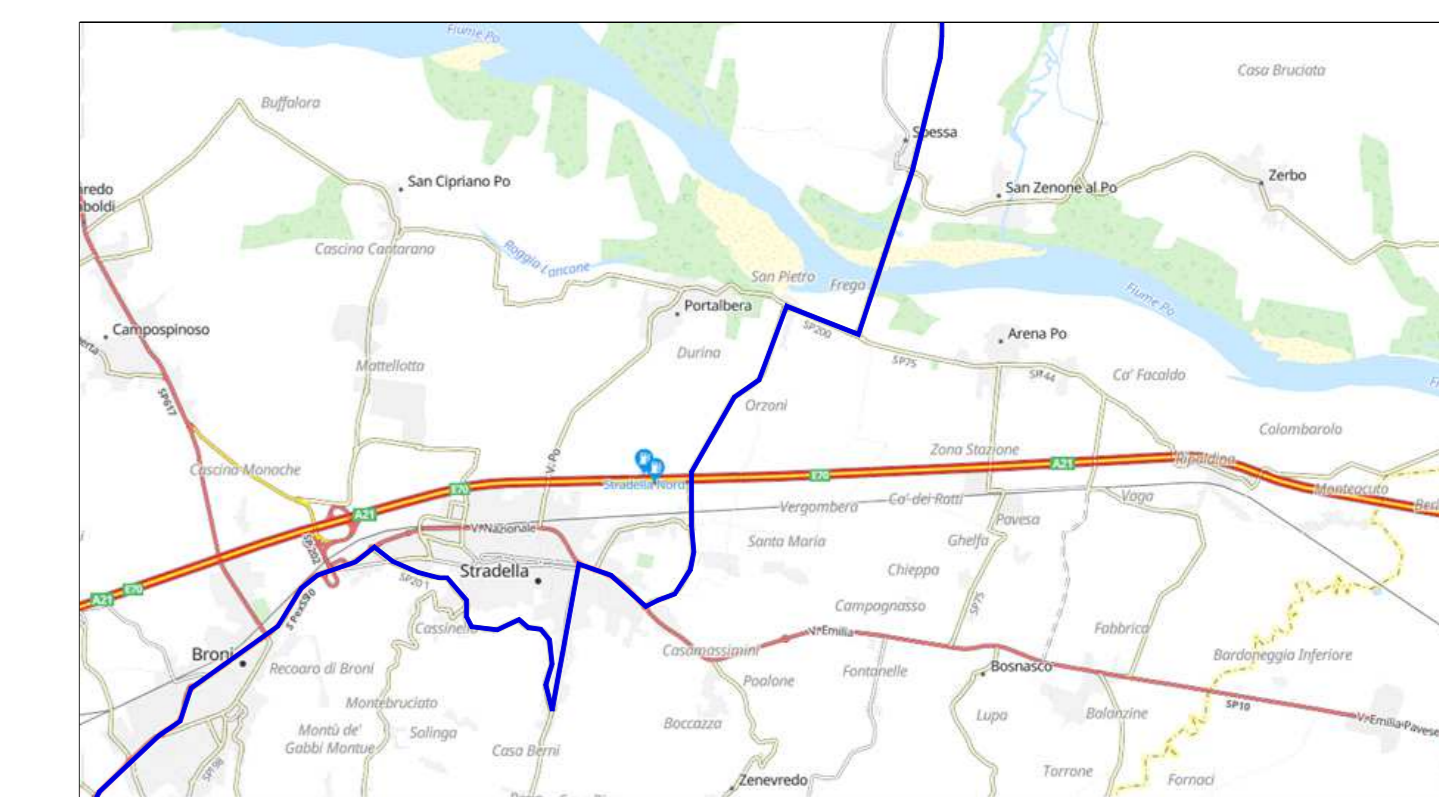 Fiume Po
Casa Bruciata
Buffalora
Spessa
San Cipriano Po
San Zenone al Po
Zerbo
Cascina Cantarana
Roggia Lancone
San Pietro
Frega
Fiume Po
Portalbera
SP200
Campospinoso
Arena Po
Durina
SP75
Mattellotta
SP144
Ca' Facaldo
SP617
Orzoni
Colombarolo
V. Po
Zona Stazione
Cascina Monache
Ripaldina
A21
E70
E70
Stradella Nord
Monteacuto
Vaga
Ca' dei Ratti
Vergombera
Pavesa
A21
V. Nazionale
SP202
Santa Maria
Ghelfa
Stradella
SP201
Chieppa
A21
E70
Campagnasso
SP75
Cassinello
V. Emilia
Fabbrica
Broni
Casamassimini
Recoaro di Broni
Fontanelle
Bosnasco
Bardoneggia Inferiore
Poalone
Montebruciato
SP10
Lupa
Balanzine
V. Emilia-Pavese
Montù de'
Gabbi Montue
Solinga
Boccazza
Casa Berni
SP198
Torrone
Zenevredo
Fornaci